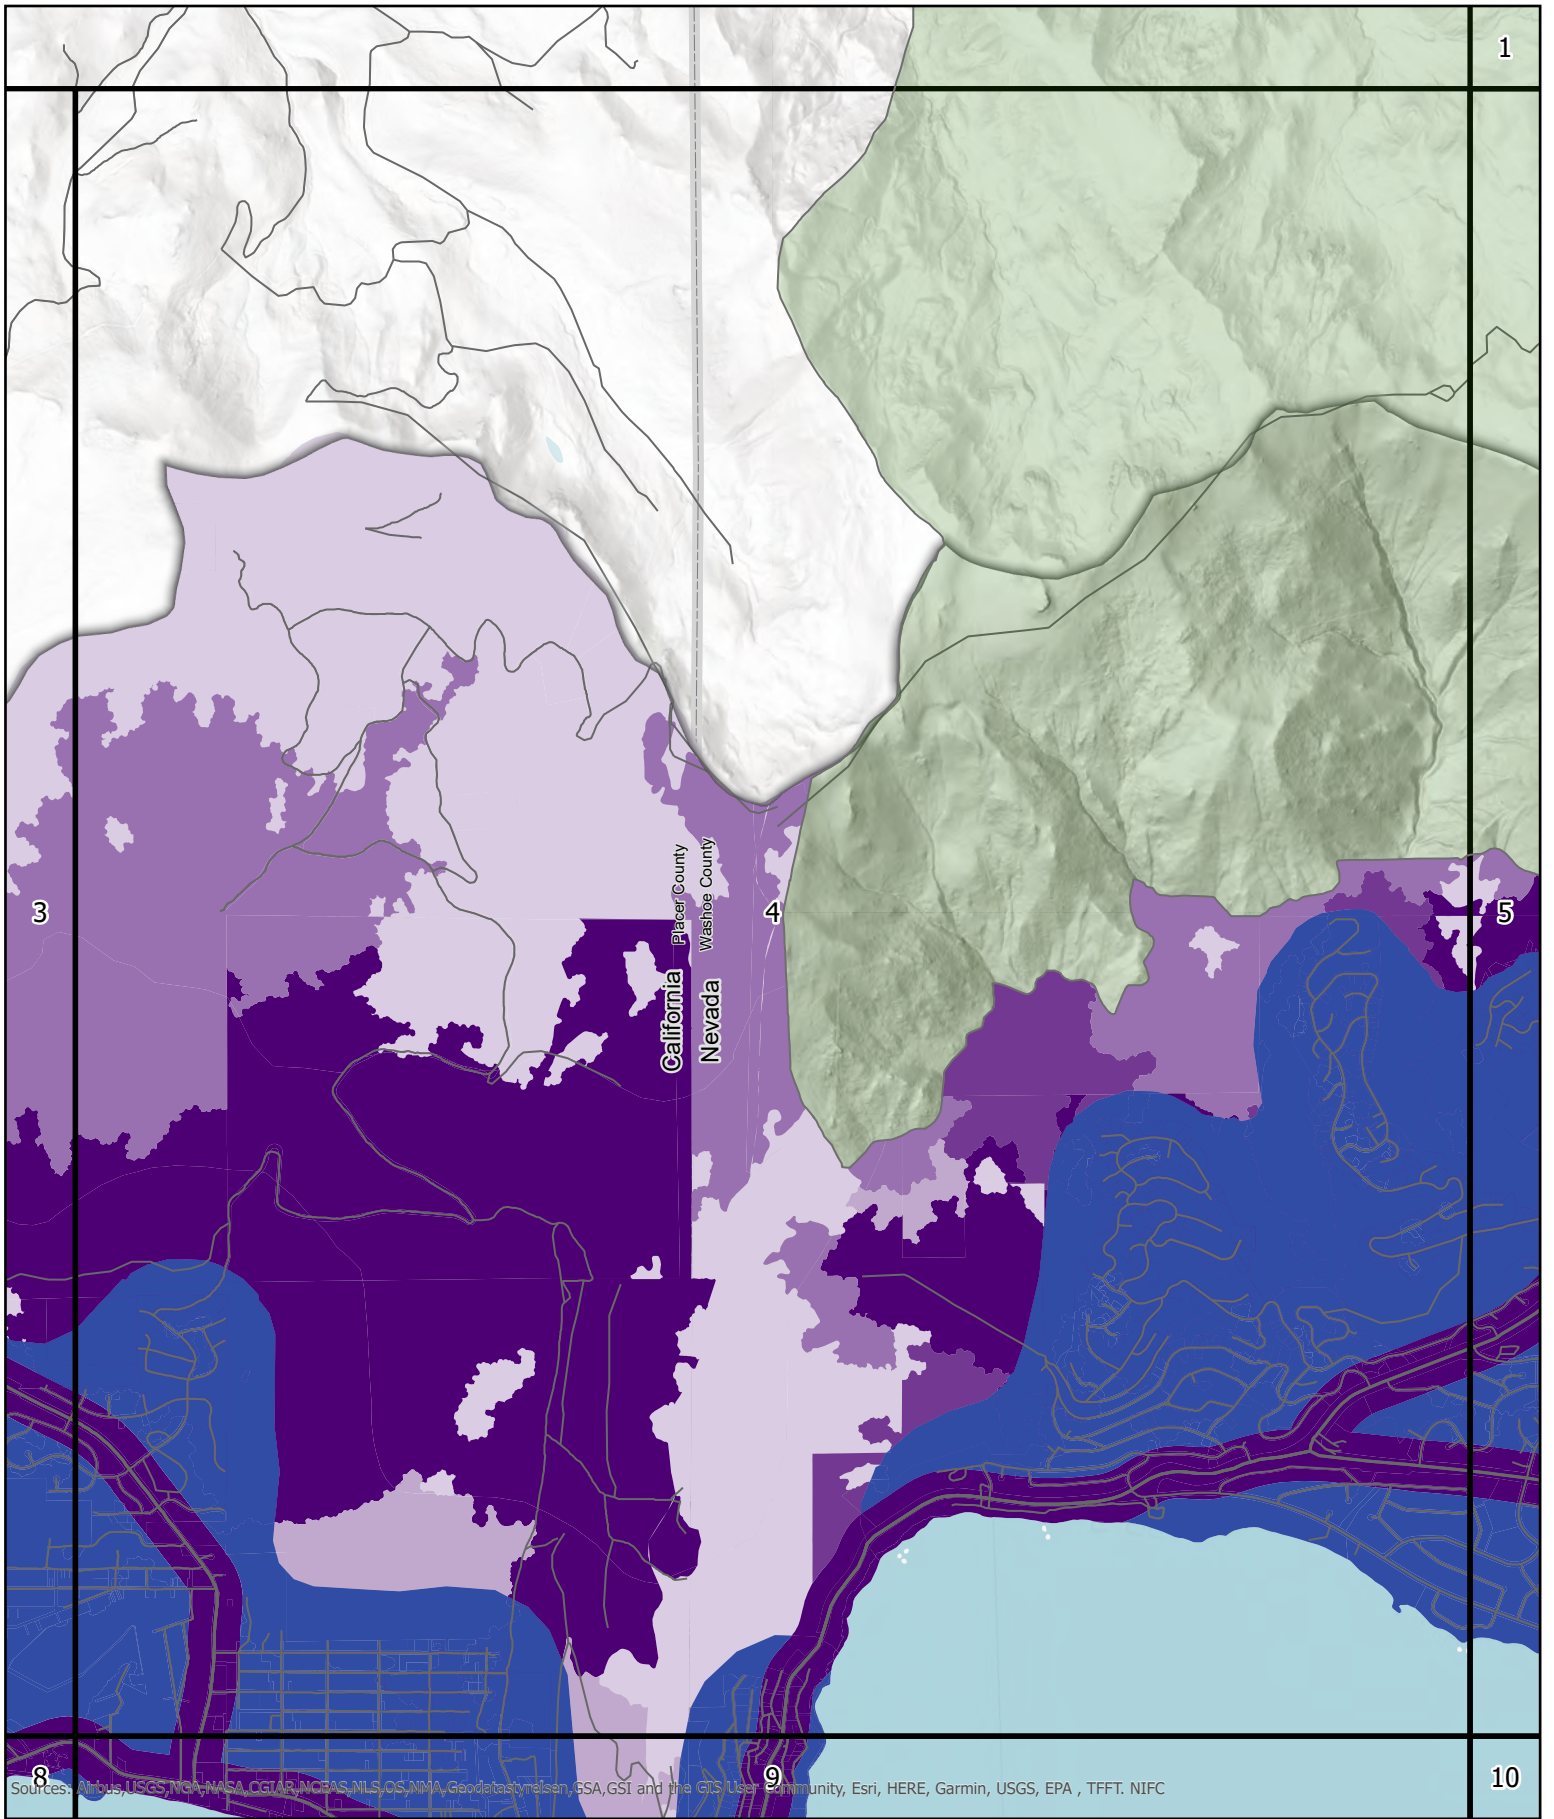 1
Placer County
Washoe County
3
4
5
California
Nevada
8
9
10
Sources: Airbus,USGS,NGA,NASA,CGIAR,NCEAS,NLS,OS,NMA,Geodatastyrelsen,GSA,GSI and the GIS User Community, Esri, HERE, Garmin, USGS, EPA , TFFT. NIFC